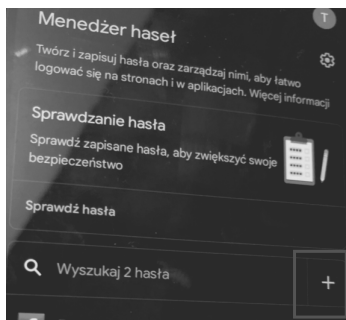 Menedżer haseł
T
Twórz i zapisuj hasła oraz zarządzaj nimi, aby łatwo
logować się na stronach i w aplikacjach. Więcej informacji
Sprawdzanie hasła
Sprawdź zapisane hasła, aby zwiększyć swoje
bezpieczeństwo
Sprawdź hasła
Wyszukaj 2 hasła
+